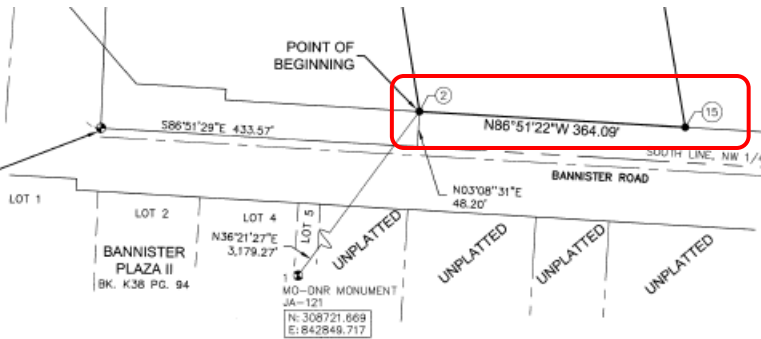 POINT OF
BEGINNING
2
15
N86°51'22"W 364.09'
S86°51'29"E 433.57'
SOUTH LINE, NW 1/4
BANNISTER ROAD
N03°08'31"E
48.20'
LOT 1
LOT 2
LOT 4
LOT 5
N36°21'27"E
3,179.27'
BANNISTER
PLAZA II
BK. K38 PG. 94
UNPLATTED
UNPLATTED
UNPLATTED
UNPLATTED
1
MO-DNR MONUMENT
JA-121
N: 308721.669
E: 842849.717